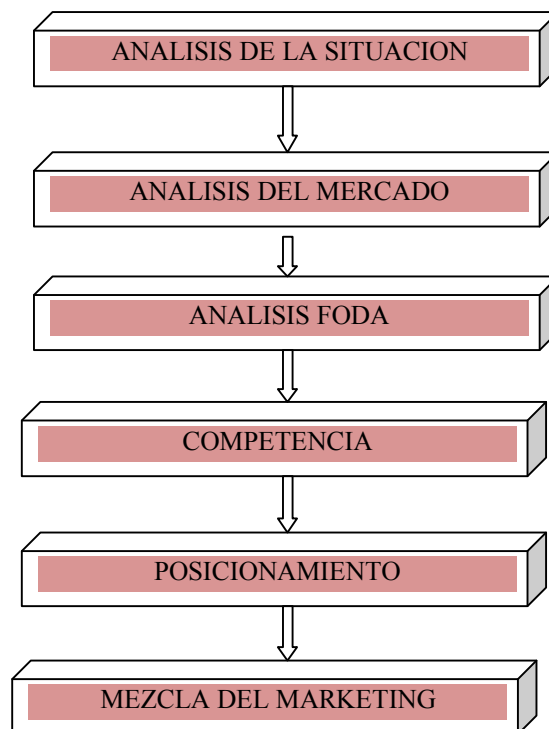 ANALISIS DE LA SITUACION
ANALISIS DEL MERCADO
ANALISIS FODA
COMPETENCIA
POSICIONAMIENTO
MEZCLA DEL MARKETING